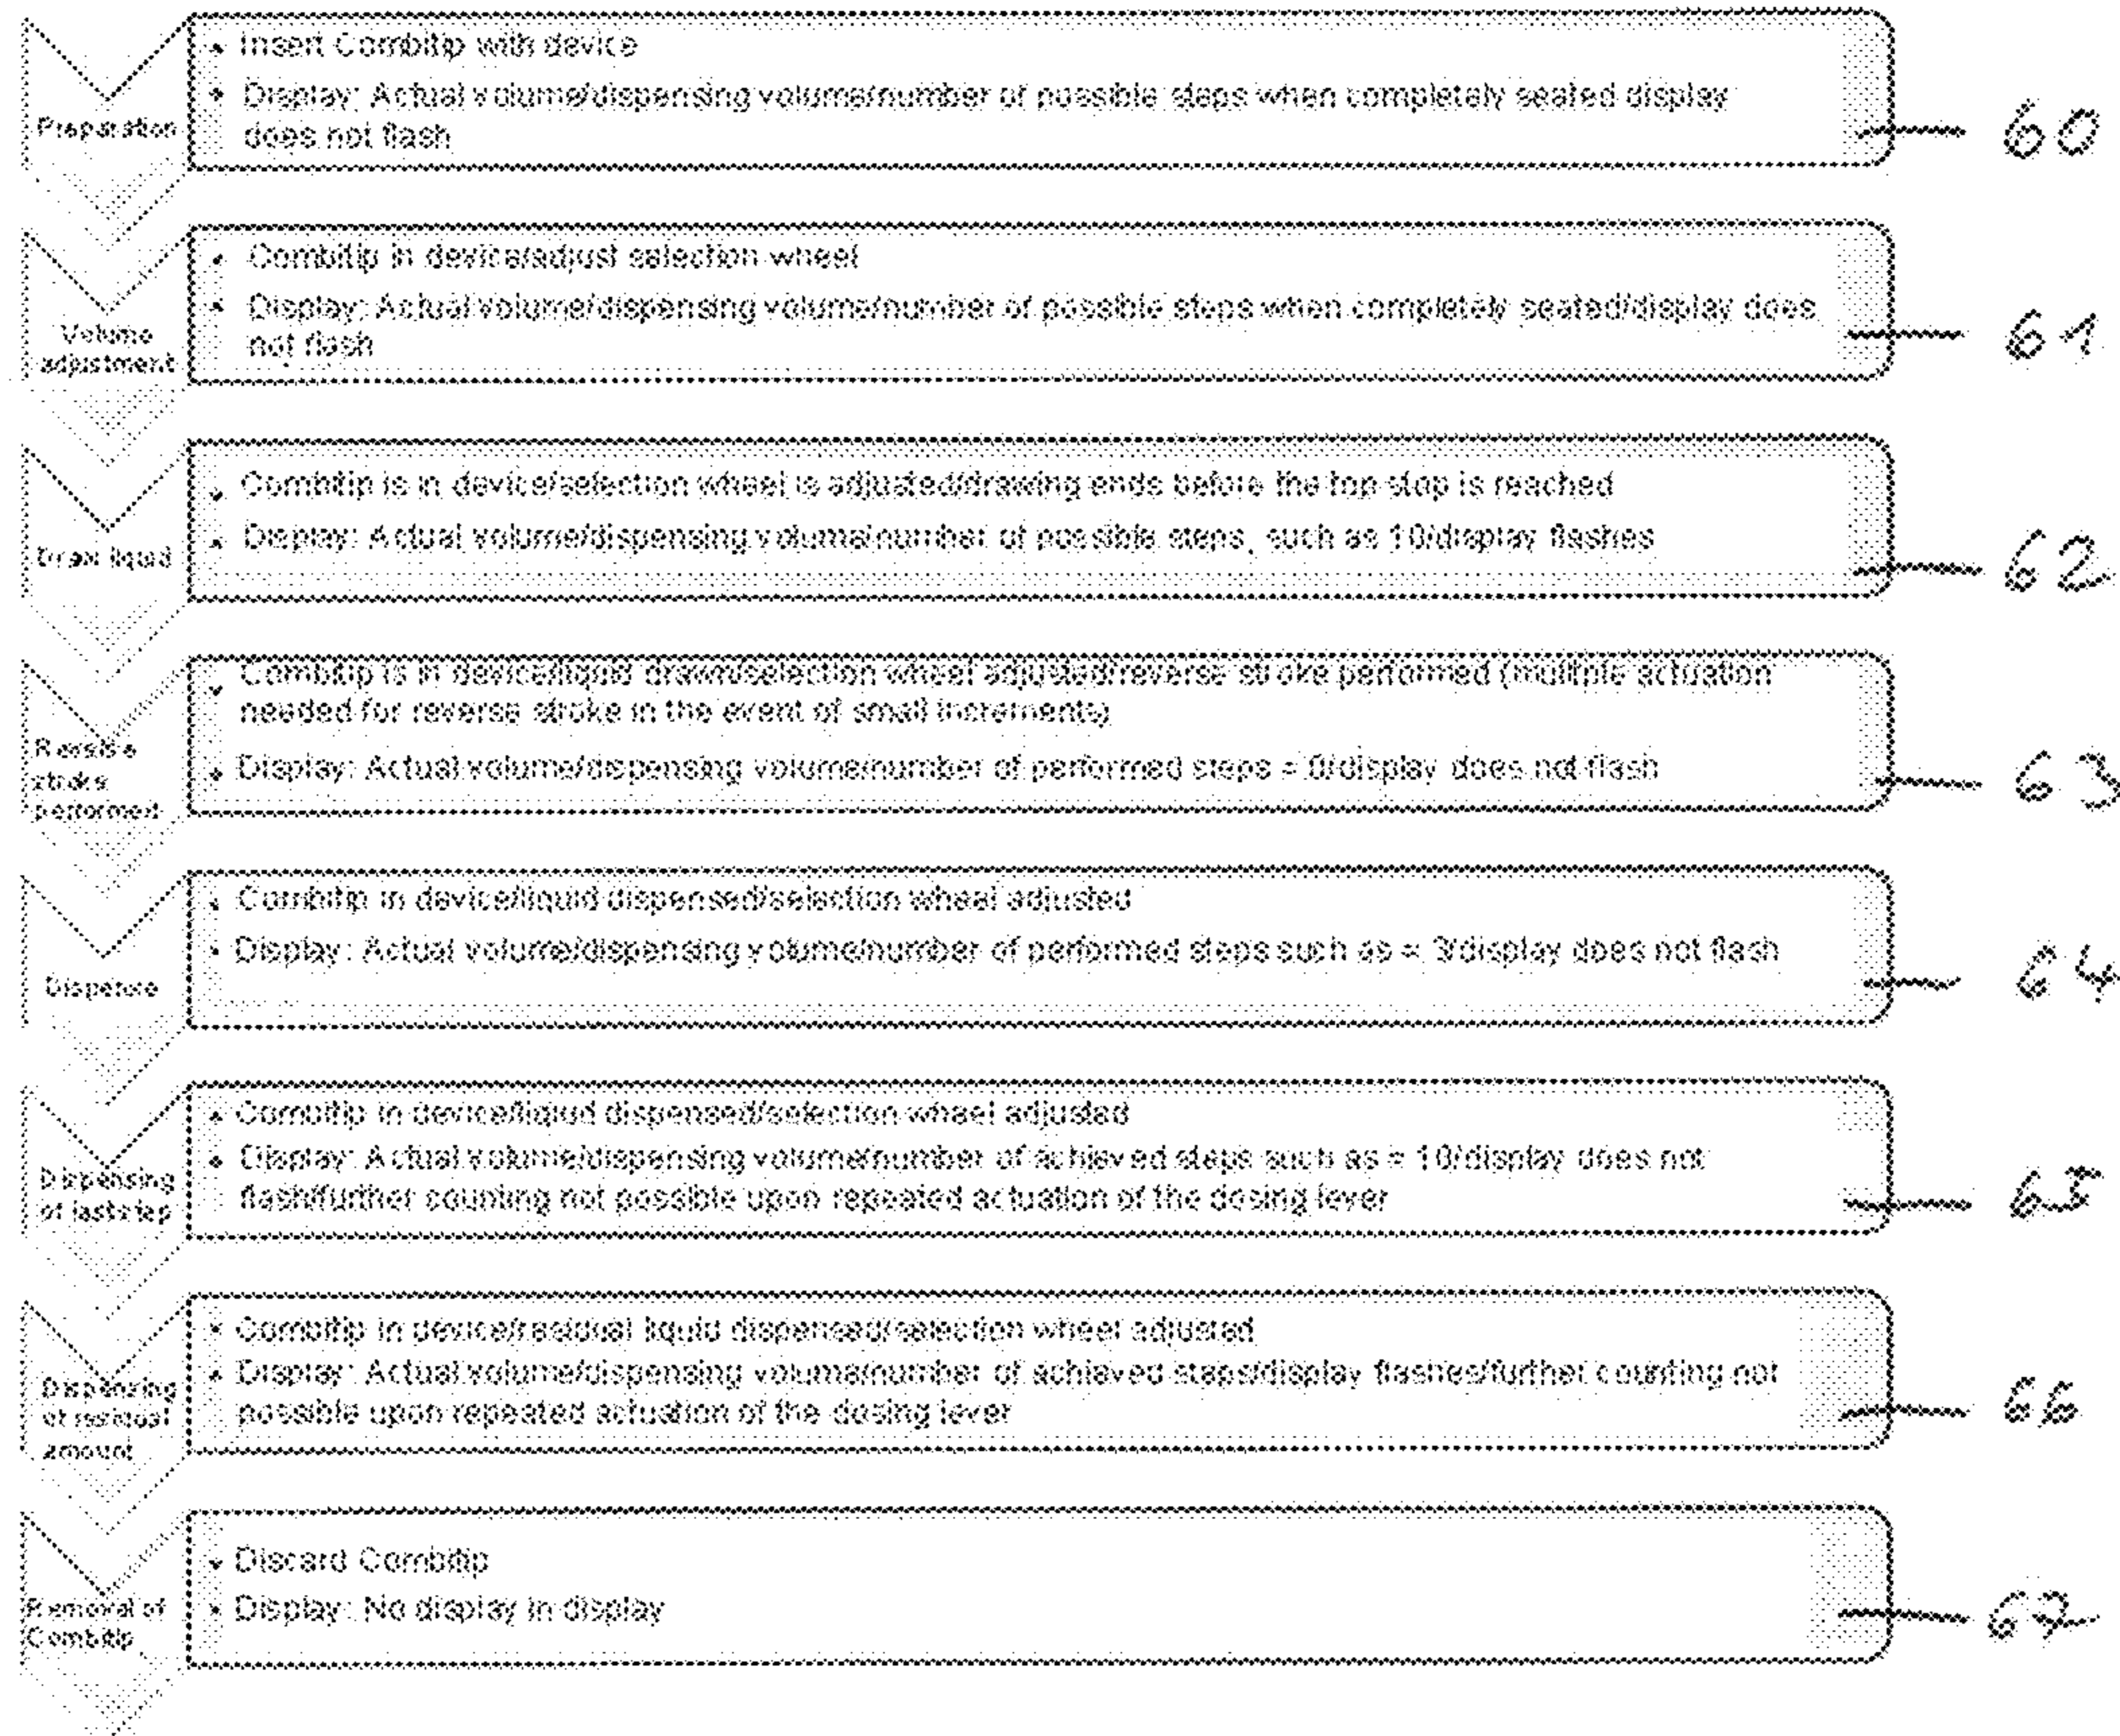 Preparation
• Insert Combitip with device
• Display: Actual volume/dispensing volume/number of possible steps when completely seated display
does not flash
60
Volume
adjustment
• Combitip in device/adjust selection wheel
• Display: Actual volume/dispensing volume/number of possible steps when completely seated/display does
not flash
61
Draw liquid
• Combitip is in device/selection wheel is adjusted/drawing ends before the top stop is reached
• Display: Actual volume/dispensing volume/number of possible steps, such as 10/display flashes
62
Reverse
stroke
performed
• Combitip is in device/liquid drawn/selection wheel adjusted/reverse stroke performed (multiple actuation
needed for reverse stroke in the event of small increments)
• Display: Actual volume/dispensing volume/number of performed steps = 0/display does not flash
63
Dispense
• Combitip in device/liquid dispensed/selection wheel adjusted
• Display: Actual volume/dispensing volume/number of performed steps such as = 3/display does not flash
64
Dispensing
of last step
• Combitip in device/liquid dispensed/selection wheel adjusted
• Display: Actual volume/dispensing volume/number of achieved steps such as = 10/display does not
flash/further counting not possible upon repeated actuation of the dosing lever
65
Dispensing
of residual
amount
• Combitip in device/residual liquid dispensed/selection wheel adjusted
• Display: Actual volume/dispensing volume/number of achieved steps/display flashes/further counting not
possible upon repeated actuation of the dosing lever
66
Removal of
Combitip
• Discard Combitip
• Display: No display in display
67